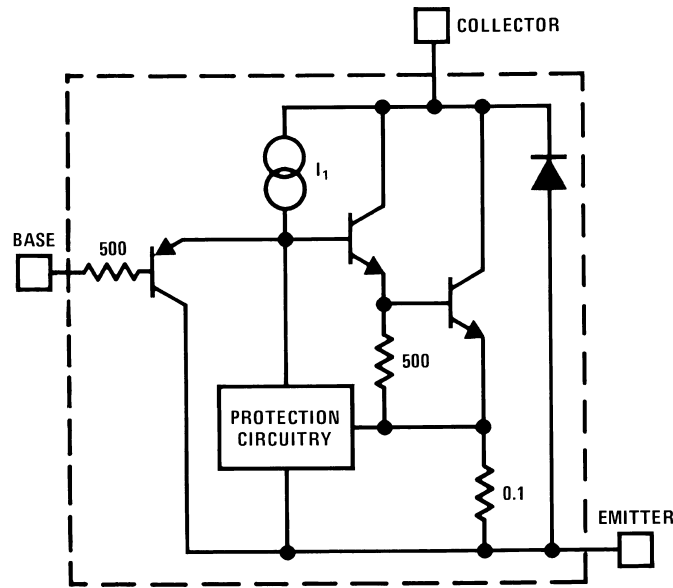 COLLECTOR
I₁
BASE
500
500
PROTECTION
CIRCUITRY
0.1
EMITTER